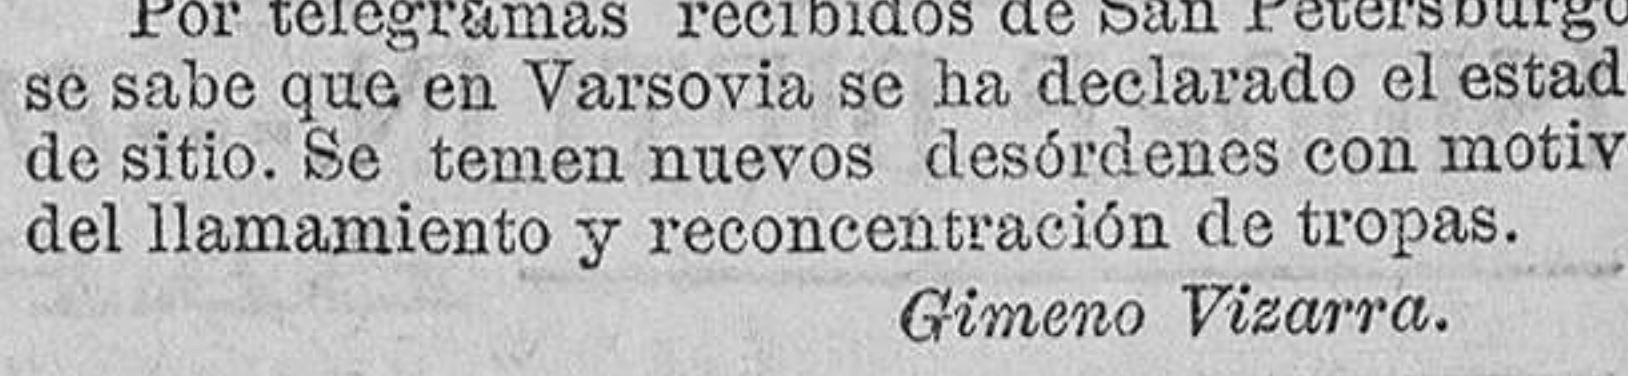 Por telegramas recibidos de San Petersburgo
se sabe que en Varsovia se ha declarado el estad
de sitio. Se temen nuevos desórdenes con motiv
del llamamiento y reconcentración de tropas.
Gimeno Vizarra.